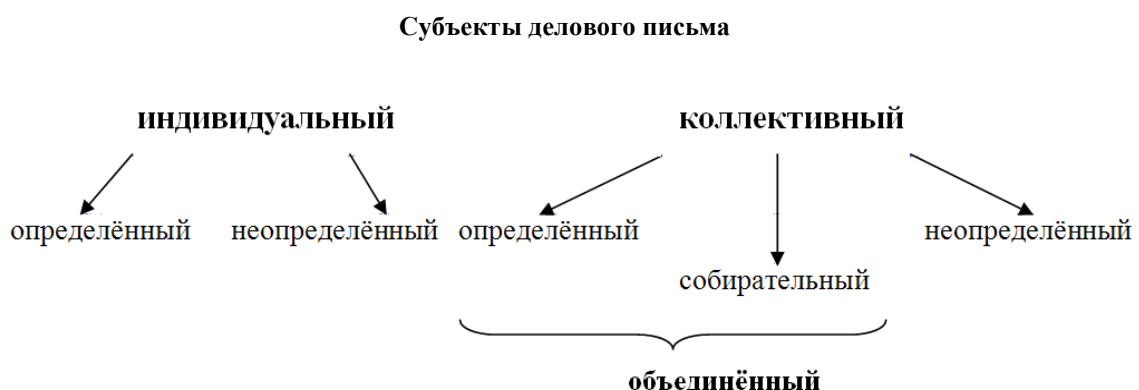 Субъекты делового письма
индивидуальный коллективный
определённый неопределённый определённый неопределённый
собирательный
объединённый